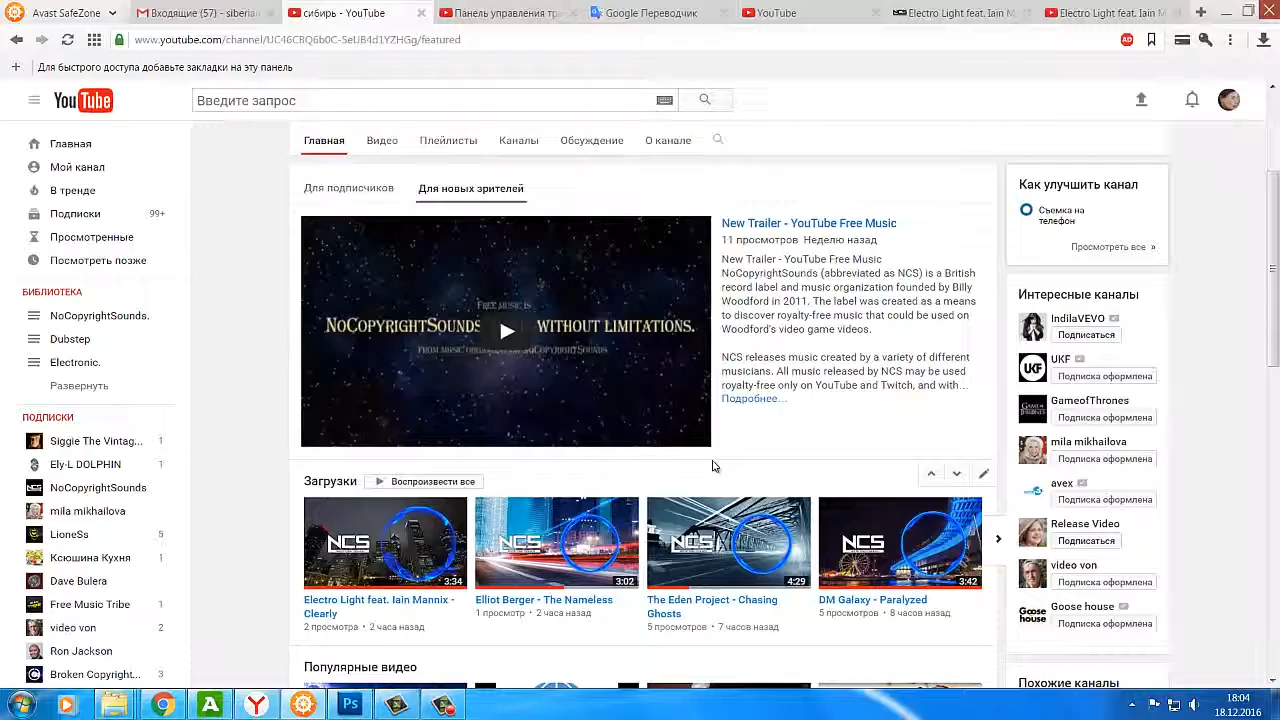 Avast SafeZone
Входящие (57) - siberian
сибирь - YouTube
Панель управления тр
Google Переводчик
YouTube
Electro Light feat. Iain M
Electro Light feat. Iain M
www.youtube.com/channel/UC46CBQ6b0C-5eUB4d1YZHGg/featured
Для быстрого доступа добавьте закладки на эту панель
YouTube
Введите запрос
Главная
Мой канал
В тренде
Подписки 99+
Просмотренные
Посмотреть позже
БИБЛИОТЕКА
NoCopyrightSounds.
Dubstep
Electronic.
Развернуть
ПОДПИСКИ
Siggie The Vintag... 1
Ely-L DOLPHIN 1
NoCopyrightSounds
mila mikhailova
LioneSs 5
Ксюшина Кухня 1
Dave Bulera
Free Music Tribe 1
video von 2
Ron Jackson
Broken Copyright... 3
Главная Видео Плейлисты Каналы Обсуждение О канале
Для подписчиков Для новых зрителей
FREE MUSIC IS
NOCOPYRIGHTSOUNDS WITHOUT LIMITATIONS.
New Trailer - YouTube Free Music
11 просмотров Неделю назад
New Trailer - YouTube Free Music
NoCopyrightSounds (abbreviated as NCS) is a British
record label and music organization founded by Billy
Woodford in 2011. The label was created as a means
to discover royalty-free music that could be used on
Woodford's video game videos.
NCS releases music created by a variety of different
musicians. All music released by NCS may be used
royalty-free only on YouTube and Twitch, and with...
Подробнее...
Загрузки Воспроизвести все
NCS 3:34
NCS 3:02
NCS 4:29
NCS 3:42
Electro Light feat. Iain Mannix -
Clearly
2 просмотра • 2 часа назад
Elliot Berger - The Nameless
1 просмотр • 2 часа назад
The Eden Project - Chasing
Ghosts
5 просмотров • 7 часов назад
DM Galaxy - Paralyzed
5 просмотров • 8 часов назад
Популярные видео
Как улучшить канал
Съемка на
телефон
Просмотреть все »
Интересные каналы
IndilaVEVO
Подписаться
UKF
UKF
Подписка оформлена
GameofThrones
Подписка оформлена
mila mikhailova
Подписка оформлена
avex
Подписка оформлена
Release Video
Подписаться
video von
Подписка оформлена
Goose house
Goose house
Подписка оформлена
Похожие каналы
18:04
18.12.2016